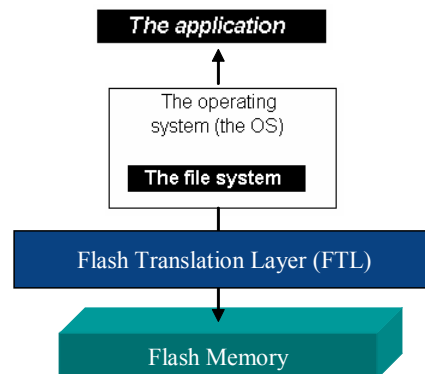 The application
The operating
system (the OS)
The file system
Flash Translation Layer (FTL)
Flash Memory